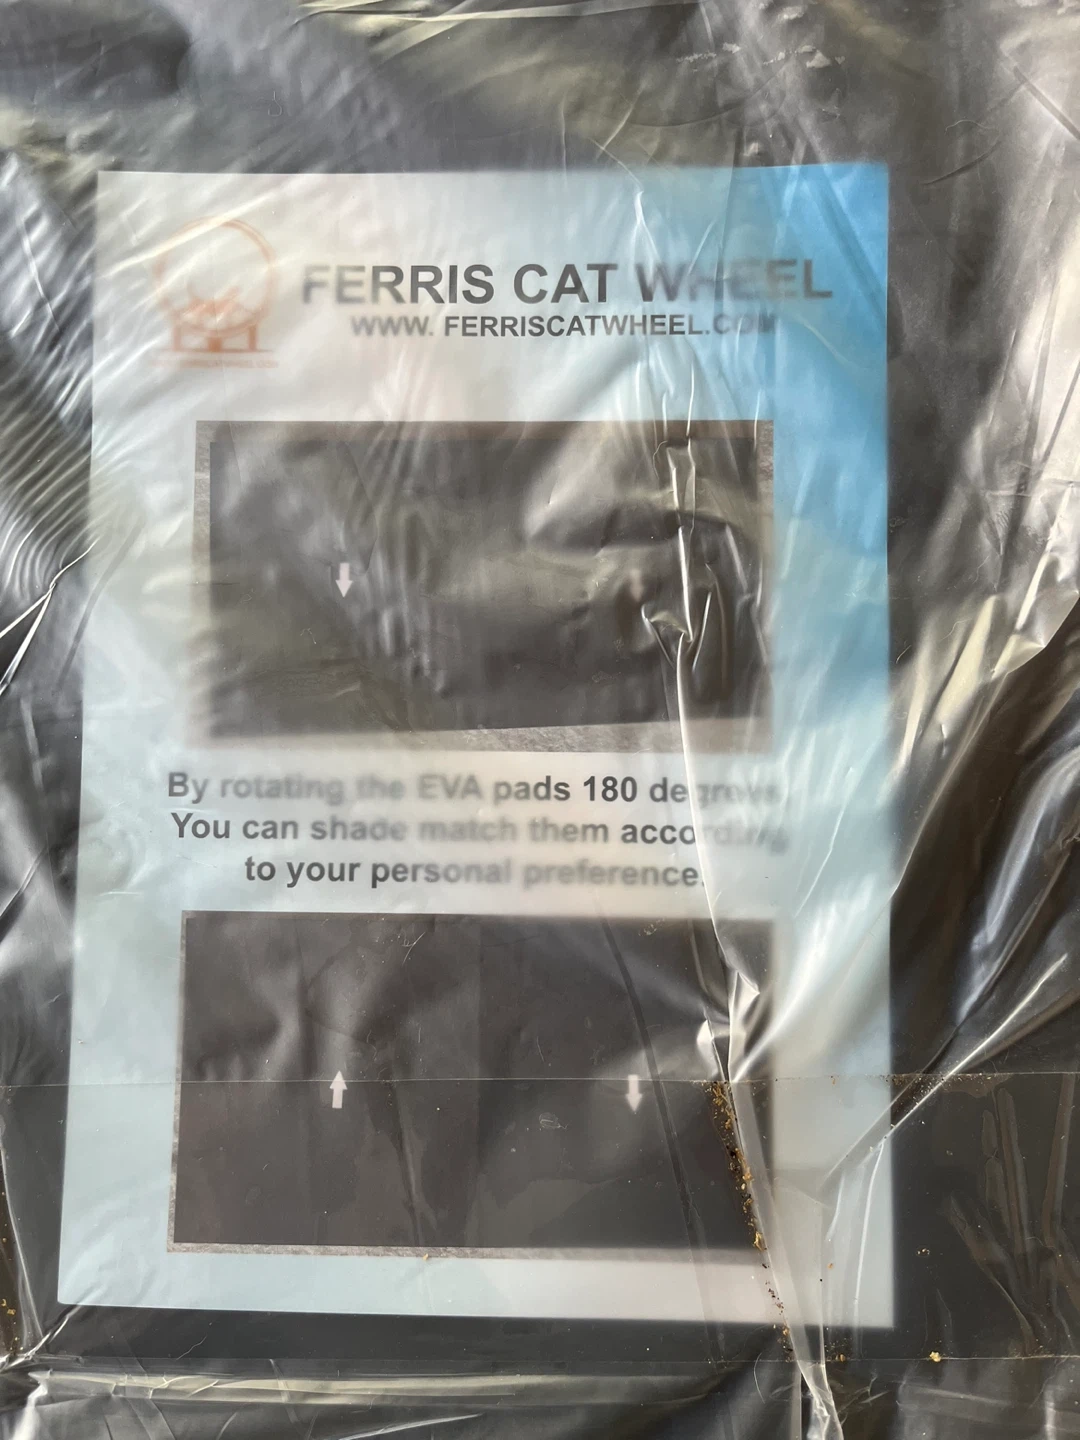 FERRIS CAT WHEEL
WWW. FERRISCATWHEEL.COM
By rotating the EVA pads 180 degrees.
You can shade match them according
to your personal preference.